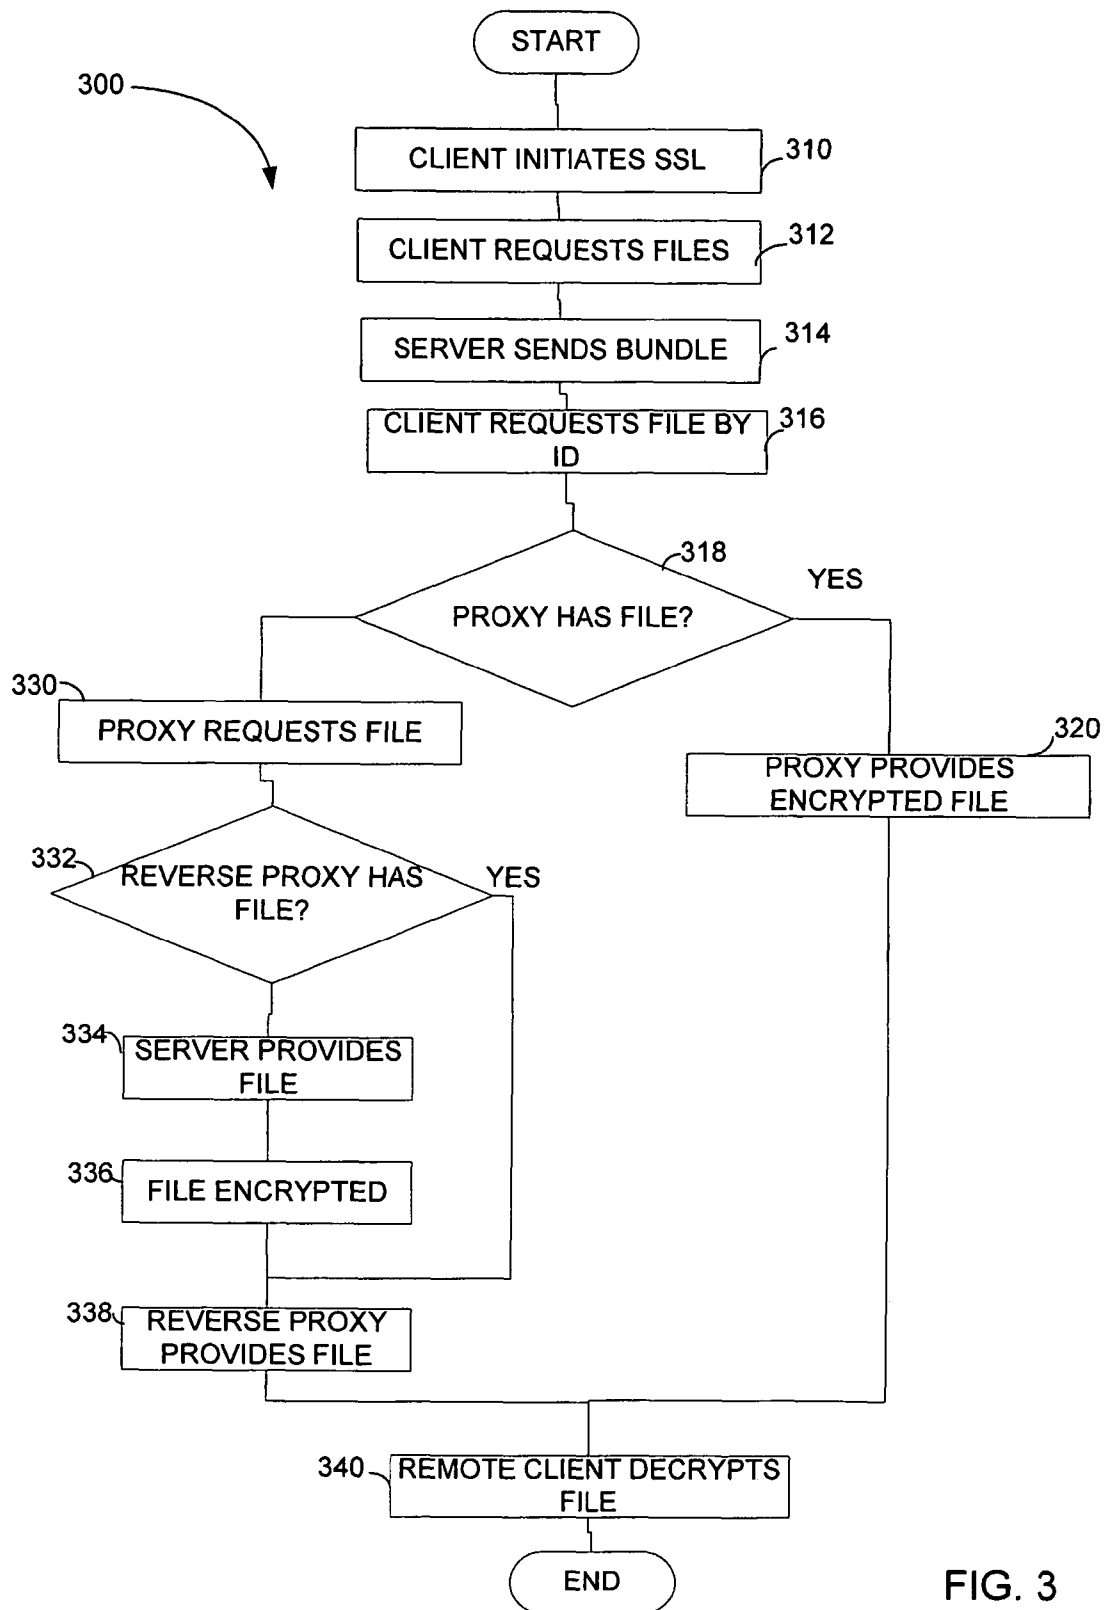 START
300
CLIENT INITIATES SSL
310
CLIENT REQUESTS FILES
312
SERVER SENDS BUNDLE
314
CLIENT REQUESTS FILE BY
ID
316
318
PROXY HAS FILE?
YES
330
PROXY REQUESTS FILE
320
PROXY PROVIDES
ENCRYPTED FILE
332
REVERSE PROXY HAS
FILE?
YES
334
SERVER PROVIDES
FILE
336
FILE ENCRYPTED
338
REVERSE PROXY
PROVIDES FILE
340
REMOTE CLIENT DECRYPTS
FILE
END
FIG. 3